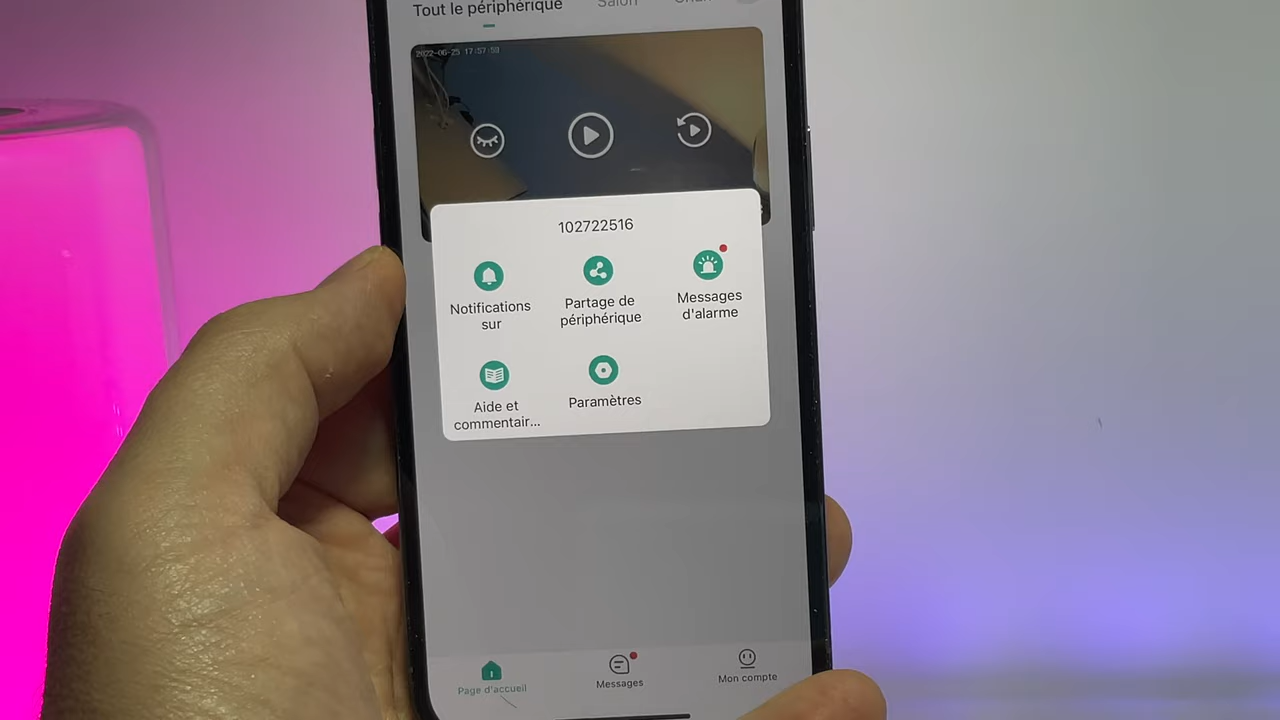 Tout le périphérique Salon
2022-06-25 17:57:59
102722516
Notifications
sur
Partage de
périphérique
Messages
d'alarme
Aide et
commentair...
Paramètres
Page d'accueil
Messages
Mon compte